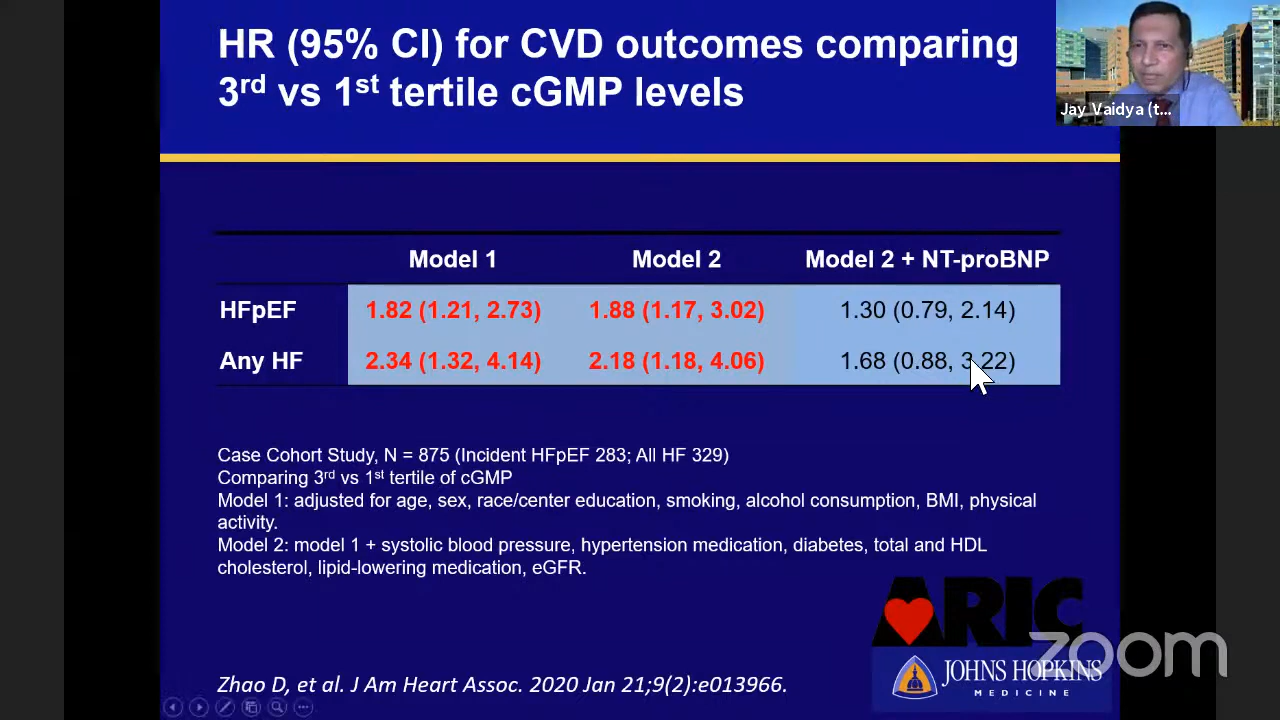 HR (95% CI) for CVD outcomes comparing
3rd vs 1st tertile cGMP levels
Jay Vaidya (t...
Model 1 Model 2 Model 2 + NT-proBNP
HFpEF 1.82 (1.21, 2.73) 1.88 (1.17, 3.02) 1.30 (0.79, 2.14)
Any HF 2.34 (1.32, 4.14) 2.18 (1.18, 4.06) 1.68 (0.88, 3.22)
Case Cohort Study, N = 875 (Incident HFpEF 283; All HF 329)
Comparing 3rd vs 1st tertile of cGMP
Model 1: adjusted for age, sex, race/center education, smoking, alcohol consumption, BMI, physical
activity.
Model 2: model 1 + systolic blood pressure, hypertension medication, diabetes, total and HDL
cholesterol, lipid-lowering medication, eGFR.
ARIC
zoom
JOHNS HOPKINS
MEDICINE
Zhao D, et al. J Am Heart Assoc. 2020 Jan 21;9(2):e013966.